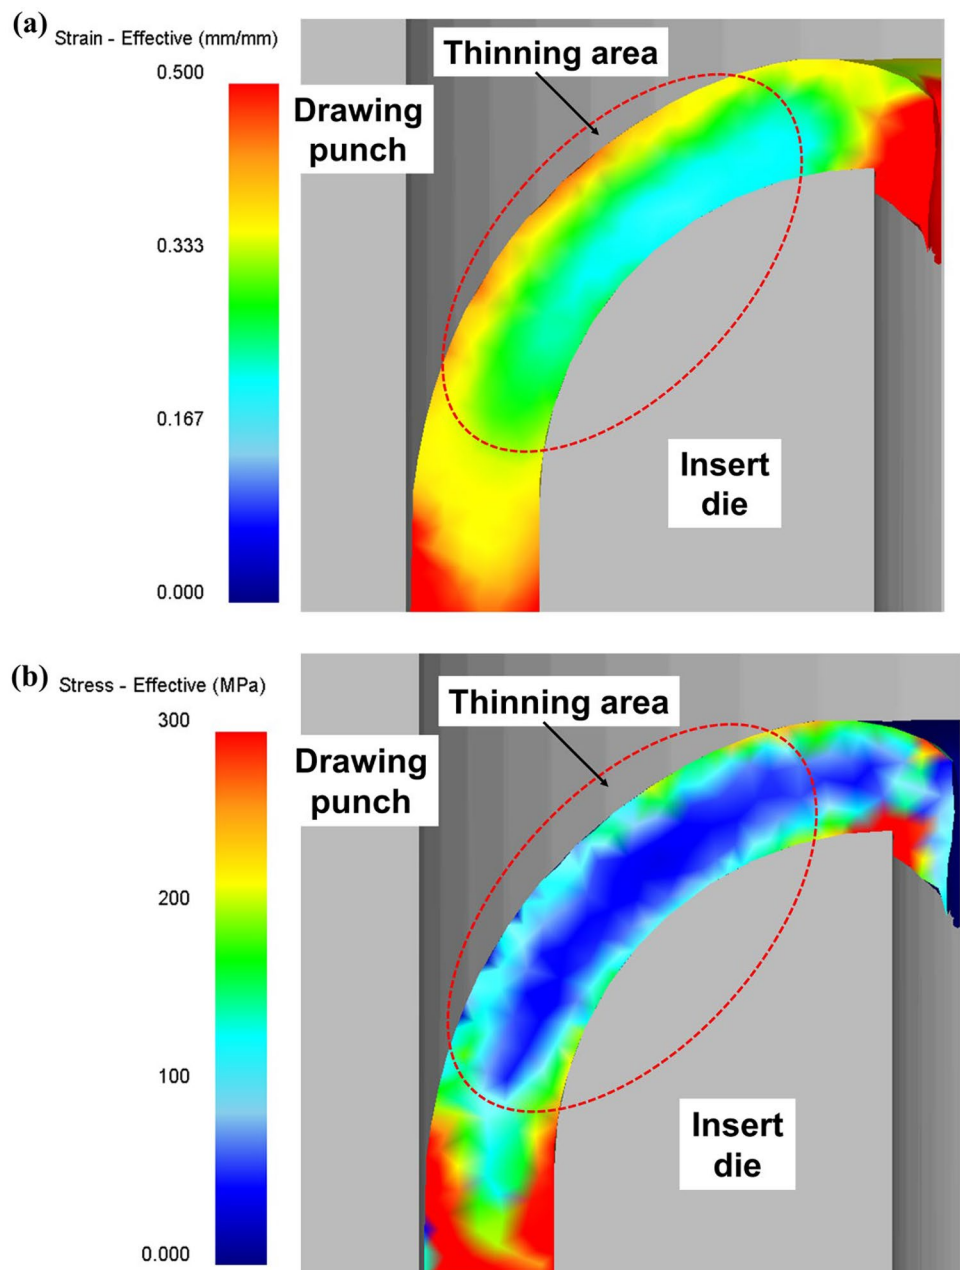 (a)
Strain - Effective (mm/mm)
0.500
0.333
0.167
0.000
Thinning area
Drawing
punch
Insert
die
(b)
Stress - Effective (MPa)
300
200
100
0.000
Thinning area
Drawing
punch
Insert
die